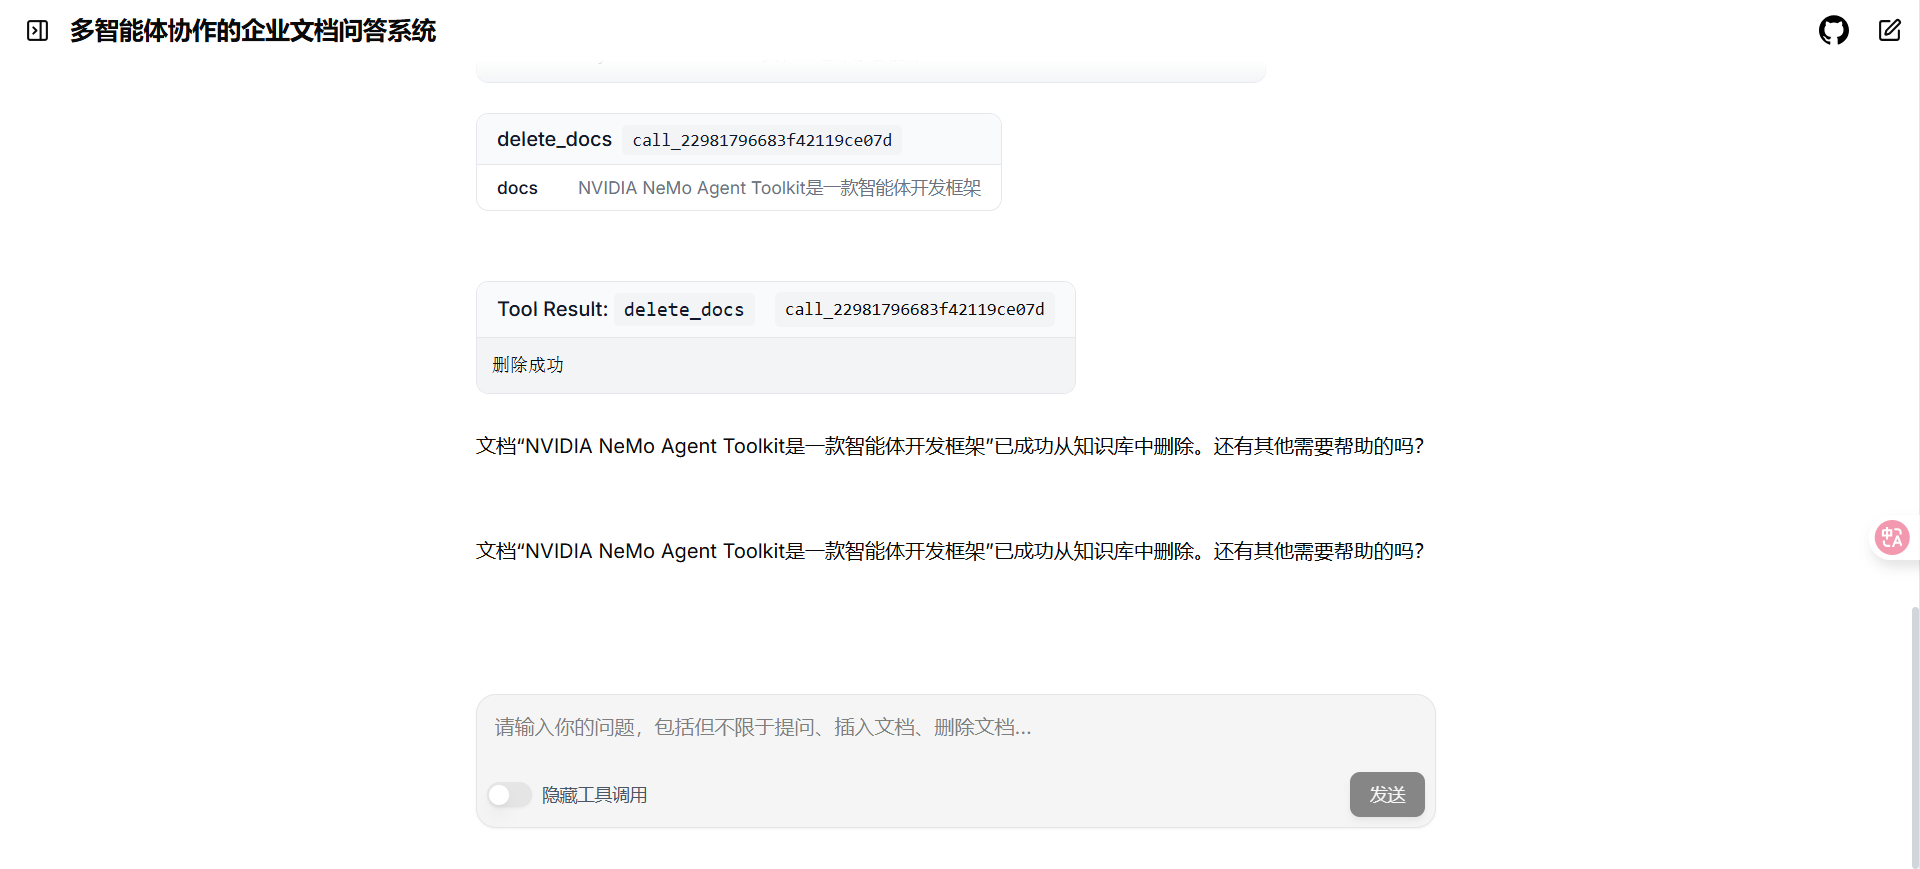 多智能体协作的企业文档问答系统
delete_docs call_22981796683f42119ce07d
docs NVIDIA NeMo Agent Toolkit是一款智能体开发框架
Tool Result: delete_docs call_22981796683f42119ce07d
删除成功
文档“NVIDIA NeMo Agent Toolkit是一款智能体开发框架”已成功从知识库中删除。还有其他需要帮助的吗？
文档“NVIDIA NeMo Agent Toolkit是一款智能体开发框架”已成功从知识库中删除。还有其他需要帮助的吗？
中A
请输入你的问题，包括但不限于提问、插入文档、删除文档...
隐藏工具调用 发送